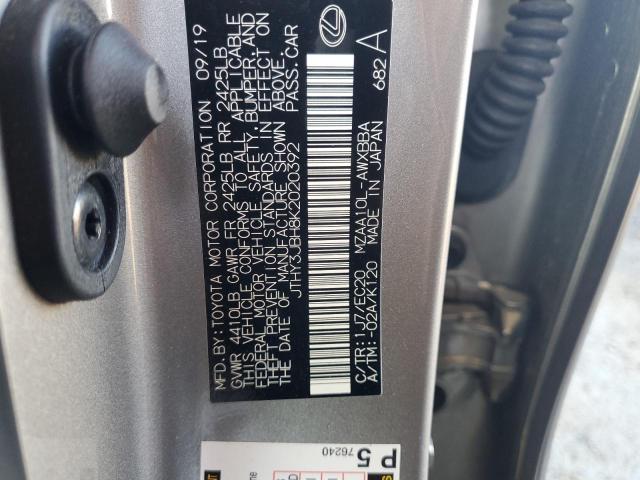 MFD. BY: TOYOTA MOTOR CORPORATION 09/19
GVWR 4410LB GAWR FR 2425LB RR 2425LB
THIS VEHICLE CONFORMS TO ALL APPLICABLE
FEDERAL MOTOR VEHICLE SAFETY, BUMPER, AND
THEFT PREVENTION STANDARDS IN EFFECT ON
THE DATE OF MANUFACTURE SHOWN ABOVE.
JTHY3JBH8K2020392 PASS.CAR
C/TR: 1J7/EC20 MZAA10L-AWXBBA
A/TM: -02A/K120 MADE IN JAPAN
682 A
P 5
76240